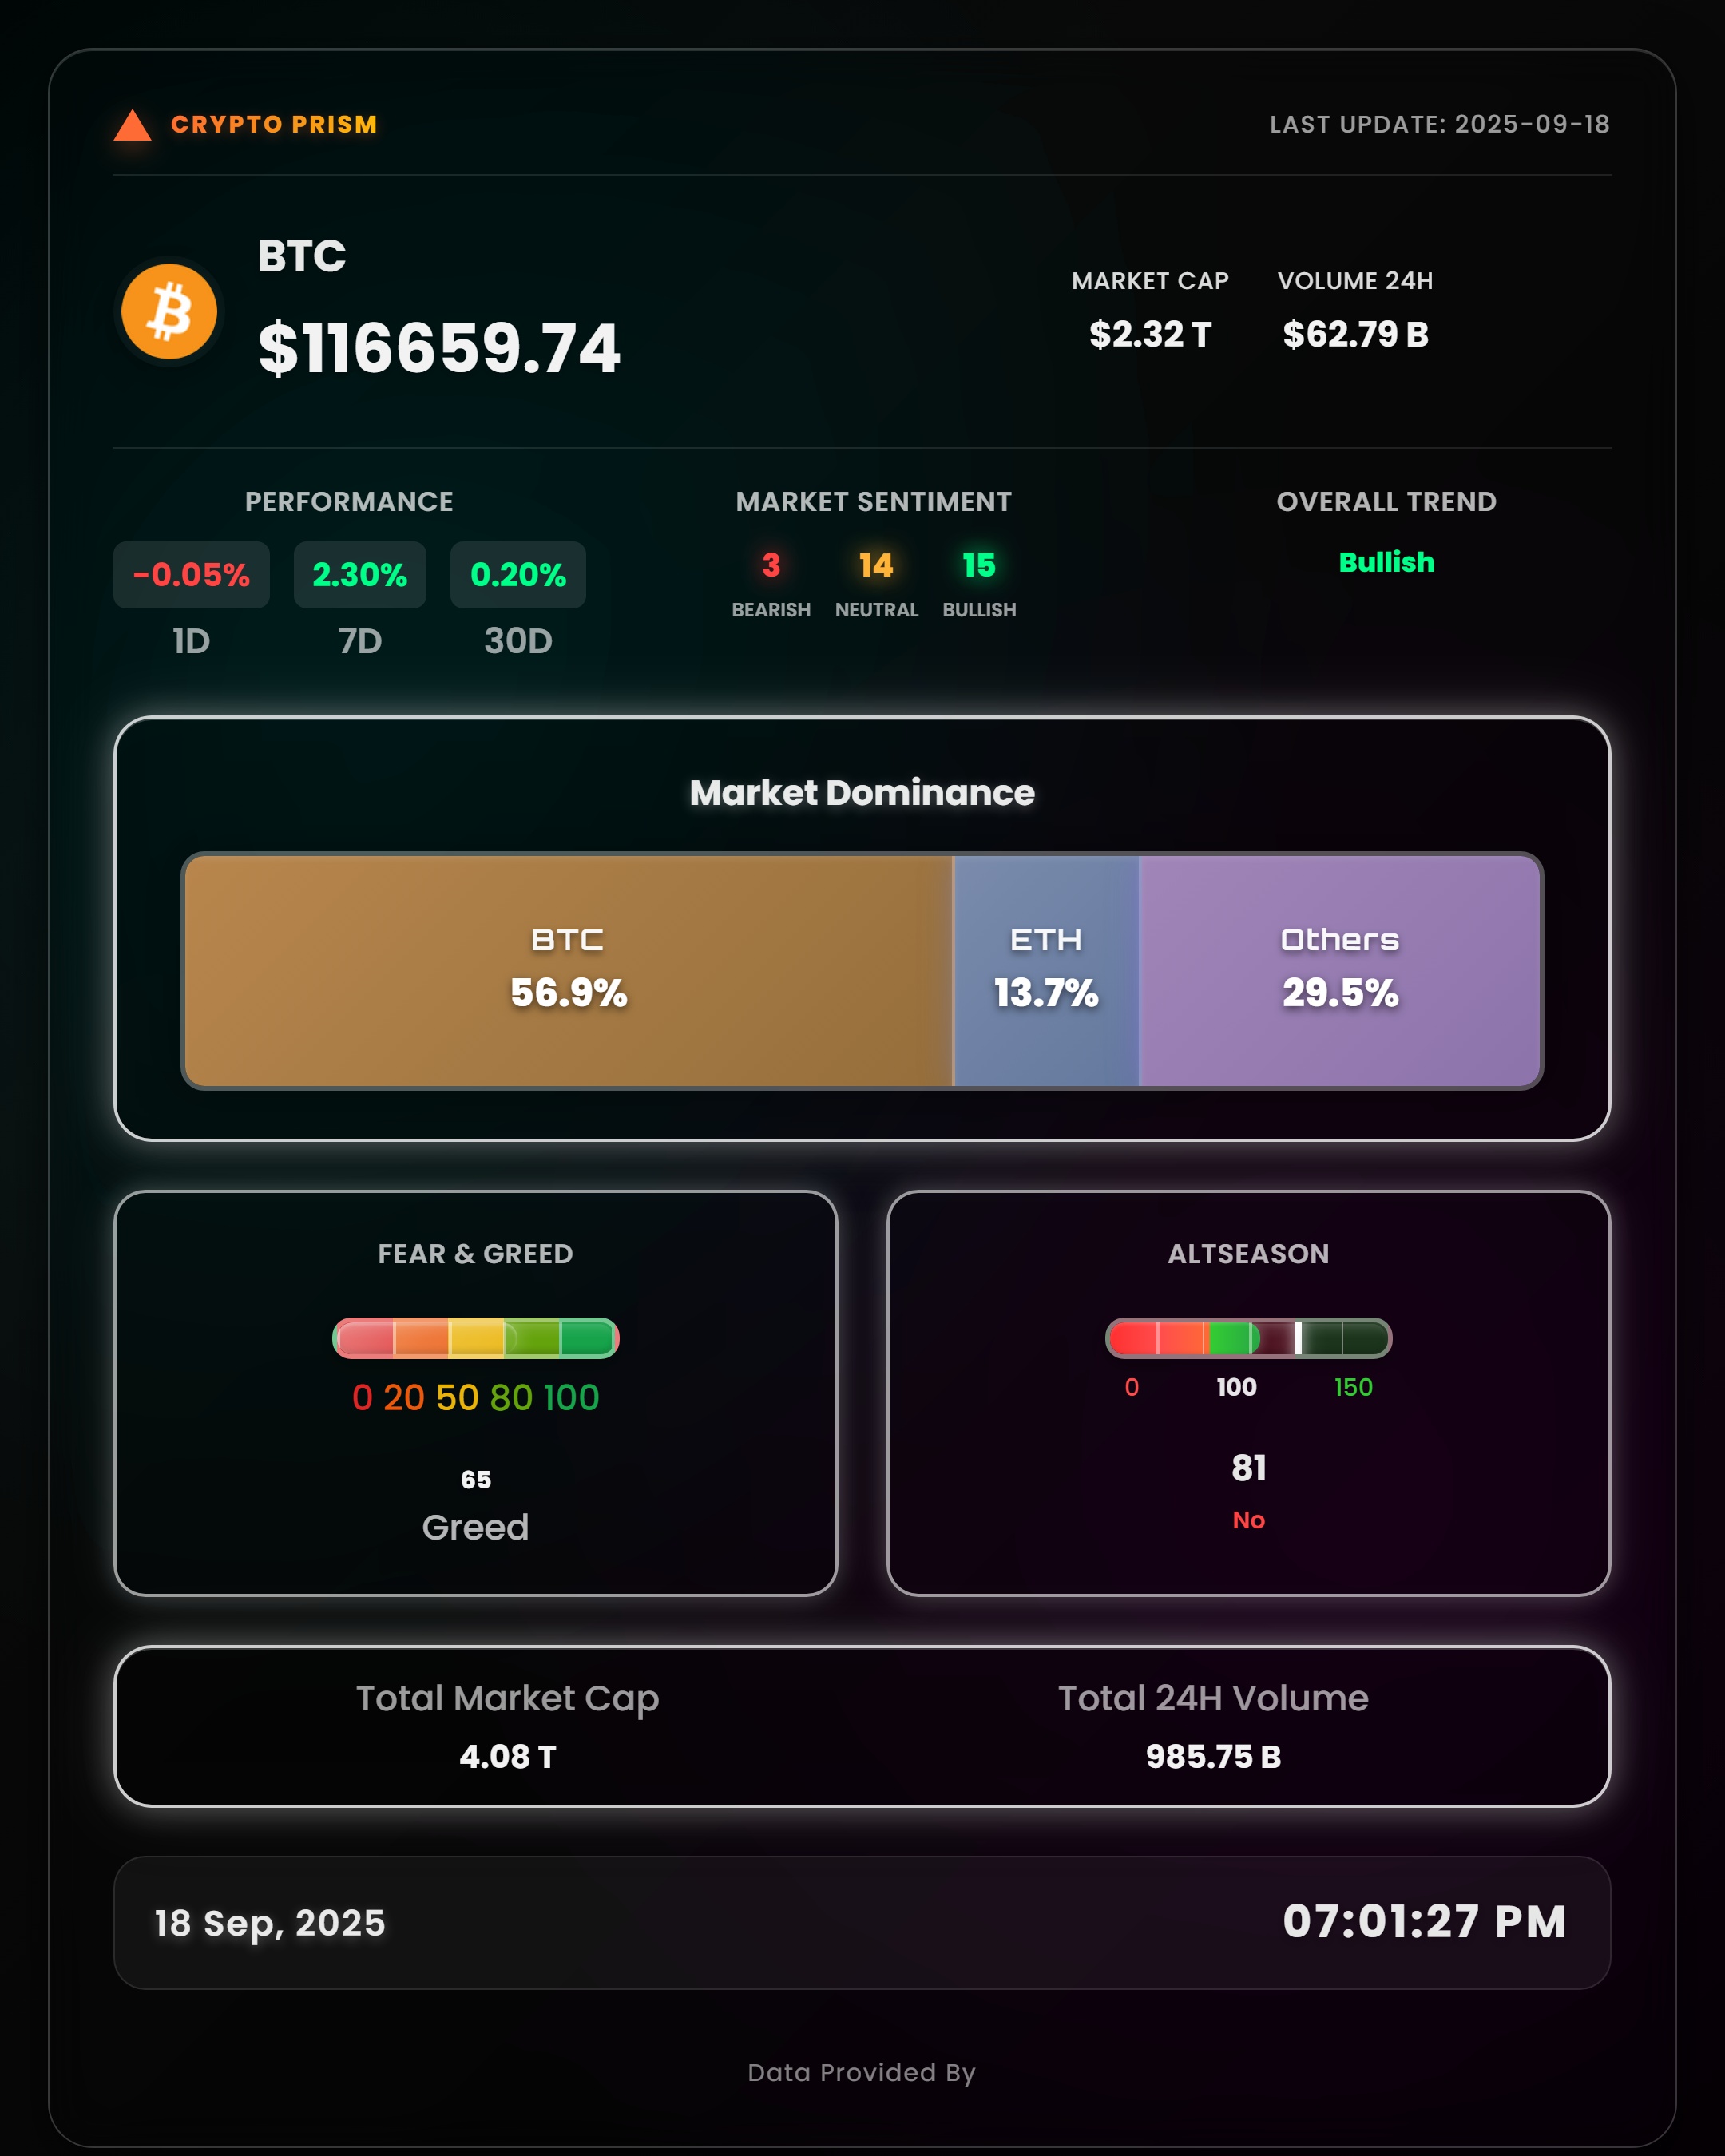 CRYPTO PRISM
LAST UPDATE: 2025-09-18
BTC
$116659.74
MARKET CAP
$2.32 T
VOLUME 24H
$62.79 B
PERFORMANCE
-0.05%
1D
2.30%
7D
0.20%
30D
MARKET SENTIMENT
3
BEARISH
14
NEUTRAL
15
BULLISH
OVERALL TREND
Bullish
Market Dominance
BTC
56.9%
ETH
13.7%
Others
29.5%
FEAR & GREED
0 20 50 80 100
65
Greed
ALTSEASON
0 100 150
81
No
Total Market Cap
4.08 T
Total 24H Volume
985.75 B
18 Sep, 2025
07:01:27 PM
Data Provided By